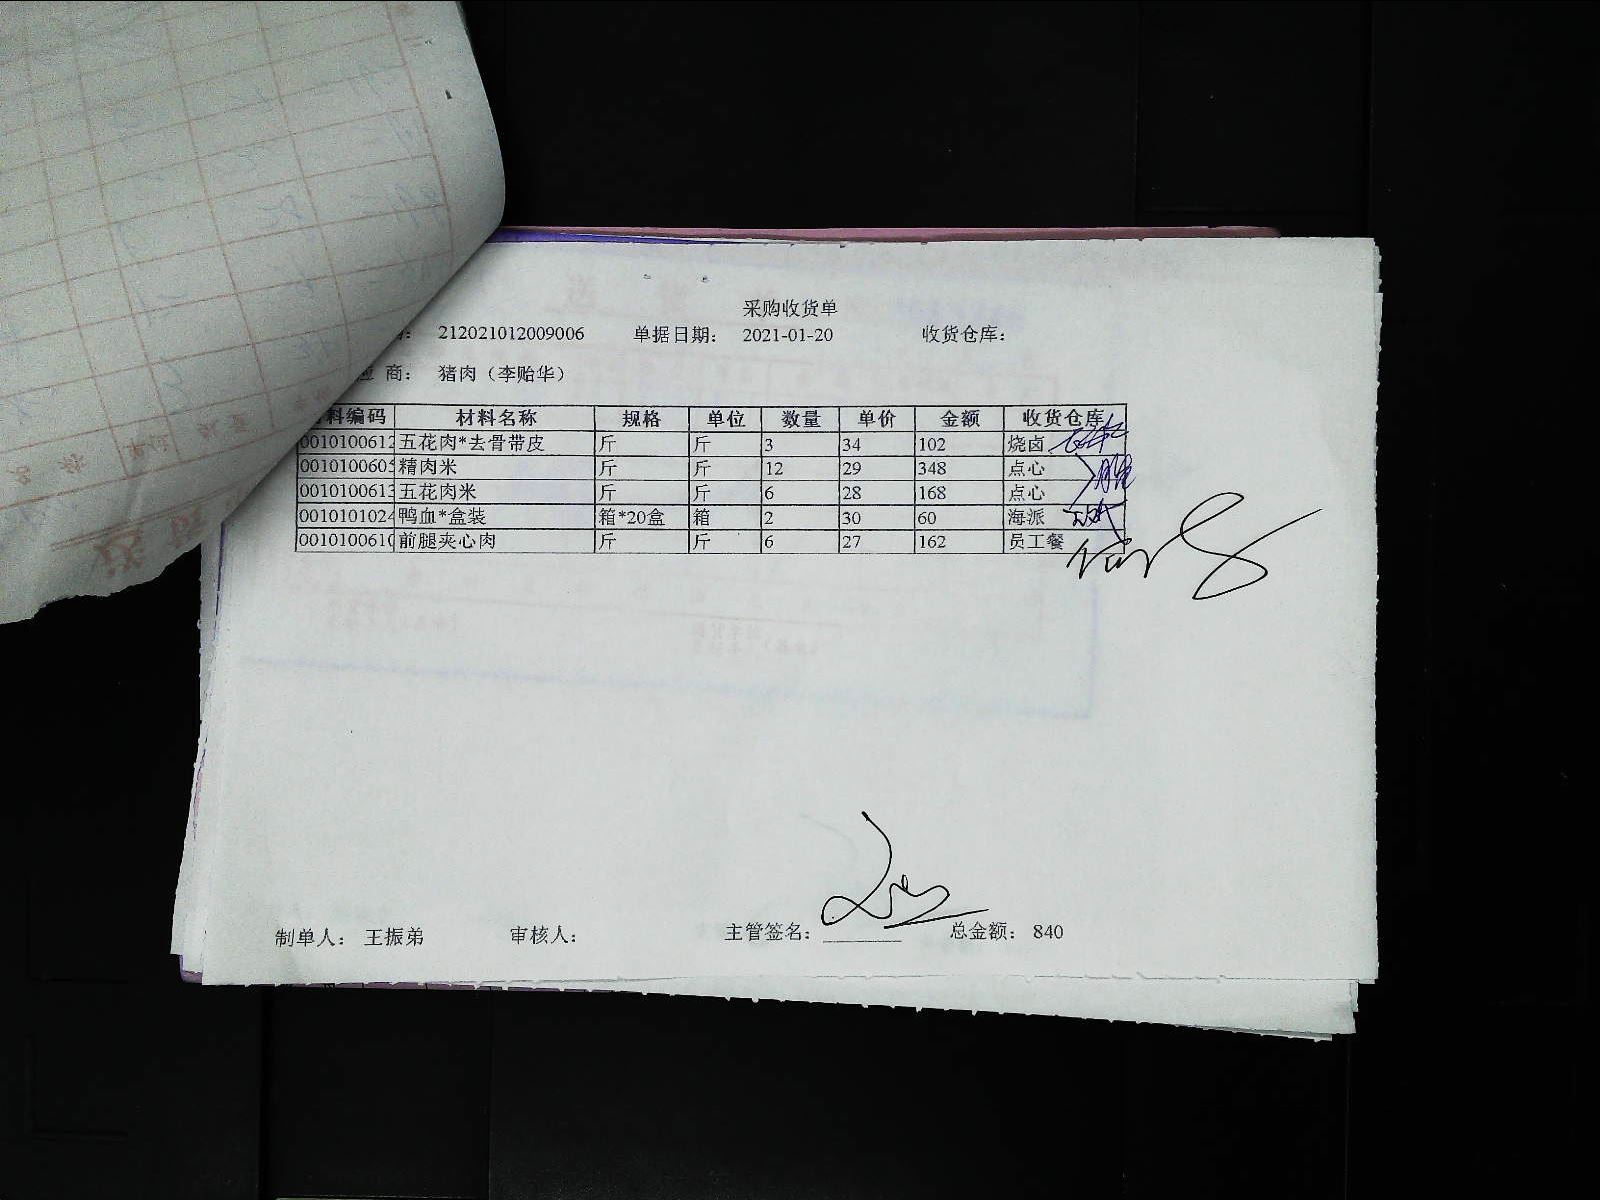 采购收货单
212021012009006 单据日期： 2021-01-20 收货仓库：
应 商： 猪肉（李贻华）
料编码 材料名称 规格 单位 数量 单价 金额 收货仓库
0010100612 五花肉*去骨带皮 斤 斤 3 34 102 烧卤
001010060 精肉米 斤 斤 12 29 348 点心
001010061 五花肉米 斤 斤 6 28 168 点心
001010102 鸭血*盒装 箱*20盒 箱 2 30 60 海派
001010061 前腿夹心肉 斤 斤 6 27 162 员工餐
制单人： 王振弟 审核人： 主管签名： 总金额： 840